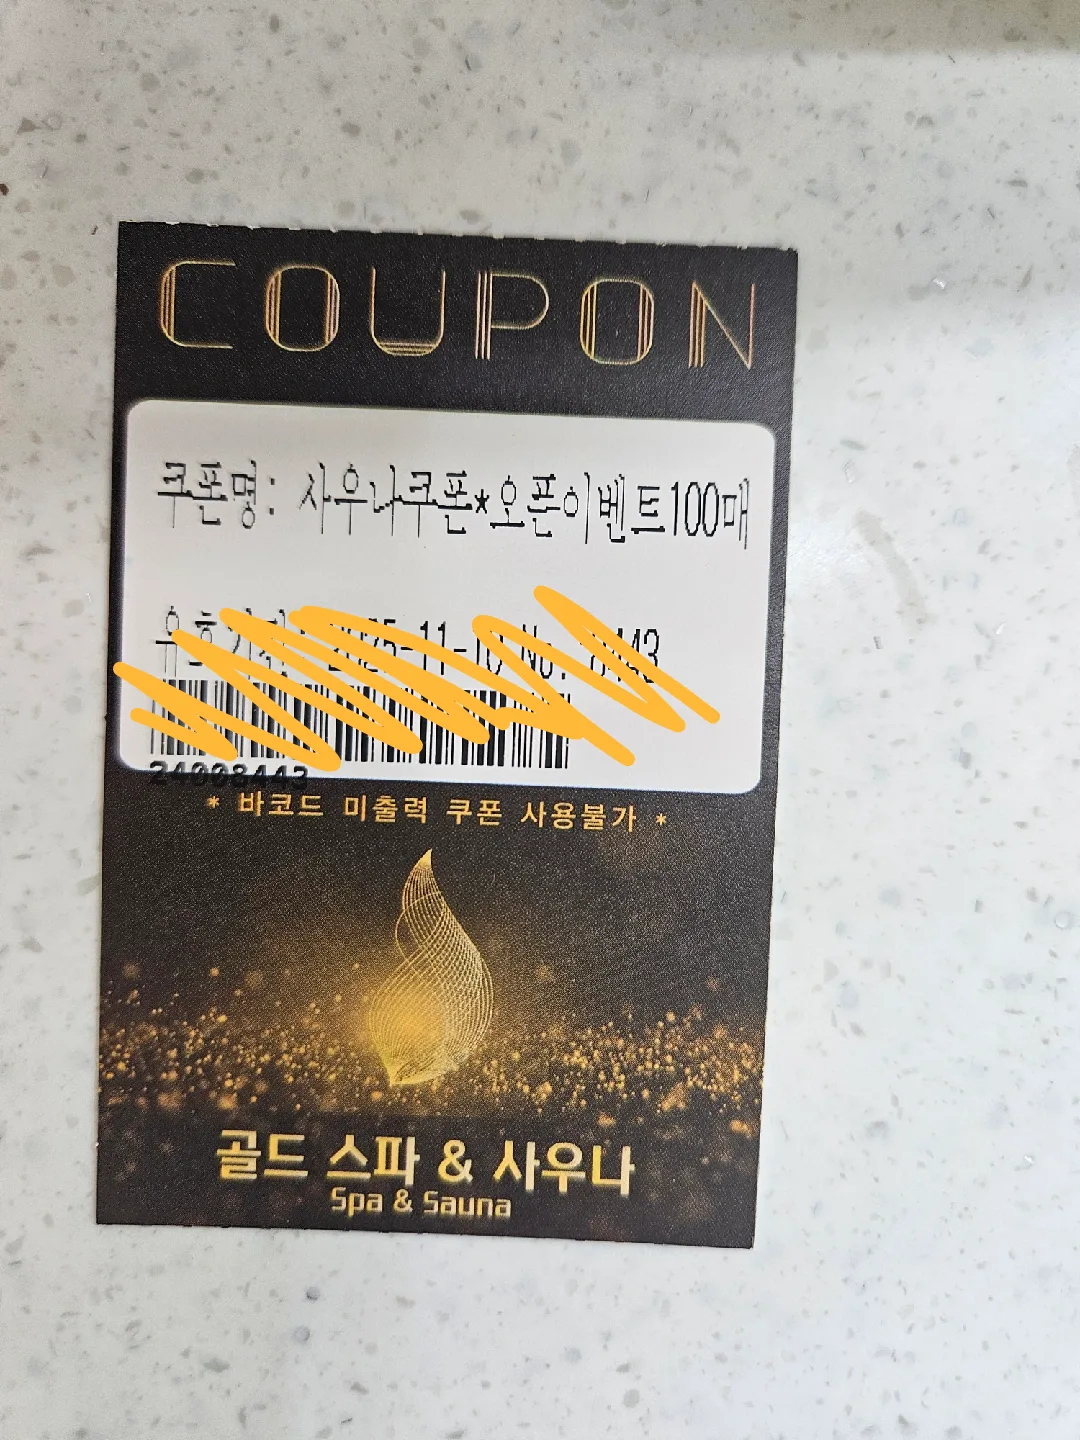 COUPON
쿠폰명: 사우나쿠폰*오픈이벤트100매
* 바코드 미출력 쿠폰 사용불가 *
골드 스파 & 사우나
Spa & Sauna